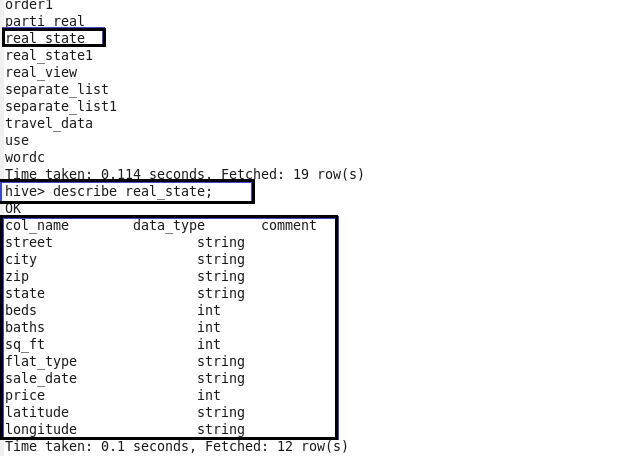 order1
parti_real
real_state
real_state1
real_view
separate_list
separate_list1
travel_data
use
wordc
Time taken: 0.114 seconds, Fetched: 19 row(s)
hive> describe real_state;
OK
col_name data_type comment
street string
city string
zip string
state string
beds int
baths int
sq_ft int
flat_type string
sale_date string
price int
latitude string
longitude string
Time taken: 0.1 seconds, Fetched: 12 row(s)